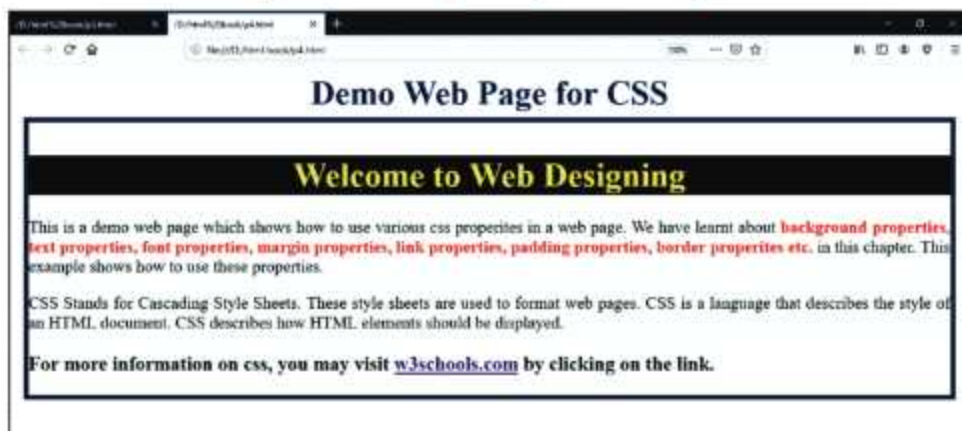 Demo Web Page for CSS
Welcome to Web Designing
This is a demo web page which shows how to use various css properites in a web page. We have learnt about background properties,
text properties, font properties, margin properties, link properties, padding properties, border properites etc. in this chapter. This
example shows how to use these properties.
CSS Stands for Cascading Style Sheets. These style sheets are used to format web pages. CSS is a language that describes the style of
an HTML document. CSS describes how HTML elements should be displayed.
For more information on css, you may visit w3schools.com by clicking on the link.